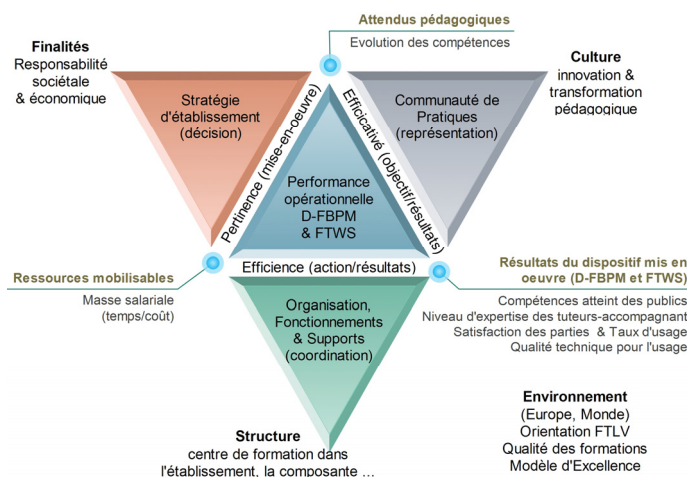 Attendus pédagogiques
Evolution des compétences
Finalités
Responsabilité
sociétale
& économique
Culture
innovation &
transformation
pédagogique
Stratégie
d'établissement
(décision)
Communauté de
Pratiques
(représentation)
Pertinence (mise-en-oeuvre)
Efficicativé (objectif/résultats)
Performance
opérationnelle
D-FBPM
& FTWS
Efficience (action/résultats)
Ressources mobilisables
Masse salariale
(temps/coût)
Résultats du dispositif mis en
oeuvre (D-FBPM et FTWS)
Compétences atteint des publics
Niveau d'expertise des tuteurs-accompagnant
Satisfaction des parties & Taux d'usage
Qualité technique pour l'usage
Organisation,
Fonctionnements
& Supports
(coordination)
Structure
centre de formation dans
l'établissement, la composante ...
Environnement
(Europe, Monde)
Orientation FTLV
Qualité des formations
Modèle d'Excellence